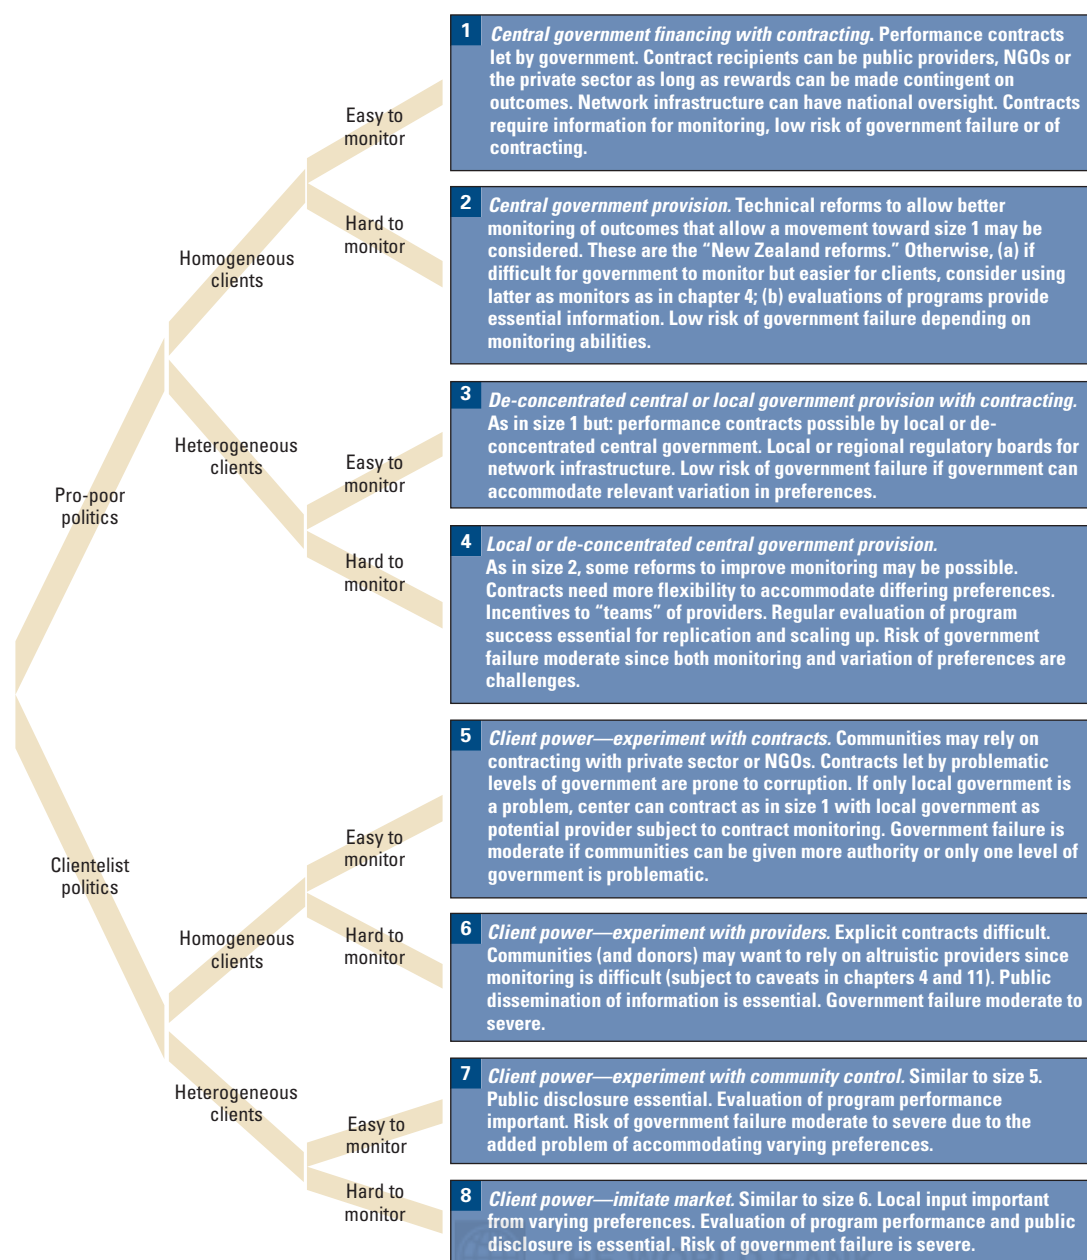 Pro-poor
politics
Clientelist
politics
Homogeneous
clients
Heterogeneous
clients
Homogeneous
clients
Heterogeneous
clients
Easy to
monitor
Hard to
monitor
Easy to
monitor
Hard to
monitor
Easy to
monitor
Hard to
monitor
Easy to
monitor
Hard to
monitor
1 Central government financing with contracting. Performance contracts
let by government. Contract recipients can be public providers, NGOs or
the private sector as long as rewards can be made contingent on
outcomes. Network infrastructure can have national oversight. Contracts
require information for monitoring, low risk of government failure or of
contracting.
2 Central government provision. Technical reforms to allow better
monitoring of outcomes that allow a movement toward size 1 may be
considered. These are the “New Zealand reforms.” Otherwise, (a) if
difficult for government to monitor but easier for clients, consider using
latter as monitors as in chapter 4; (b) evaluations of programs provide
essential information. Low risk of government failure depending on
monitoring abilities.
3 De-concentrated central or local government provision with contracting.
As in size 1 but: performance contracts possible by local or de-
concentrated central government. Local or regional regulatory boards for
network infrastructure. Low risk of government failure if government can
accommodate relevant variation in preferences.
4 Local or de-concentrated central government provision.
As in size 2, some reforms to improve monitoring may be possible.
Contracts need more flexibility to accommodate differing preferences.
Incentives to “teams” of providers. Regular evaluation of program
success essential for replication and scaling up. Risk of government
failure moderate since both monitoring and variation of preferences are
challenges.
5 Client power—experiment with contracts. Communities may rely on
contracting with private sector or NGOs. Contracts let by problematic
levels of government are prone to corruption. If only local government is
a problem, center can contract as in size 1 with local government as
potential provider subject to contract monitoring. Government failure is
moderate if communities can be given more authority or only one level of
government is problematic.
6 Client power—experiment with providers. Explicit contracts difficult.
Communities (and donors) may want to rely on altruistic providers since
monitoring is difficult (subject to caveats in chapters 4 and 11). Public
dissemination of information is essential. Government failure moderate to
severe.
7 Client power—experiment with community control. Similar to size 5.
Public disclosure essential. Evaluation of program performance
important. Risk of government failure moderate to severe due to the
added problem of accommodating varying preferences.
8 Client power—imitate market. Similar to size 6. Local input important
from varying preferences. Evaluation of program performance and public
disclosure is essential. Risk of government failure is severe.